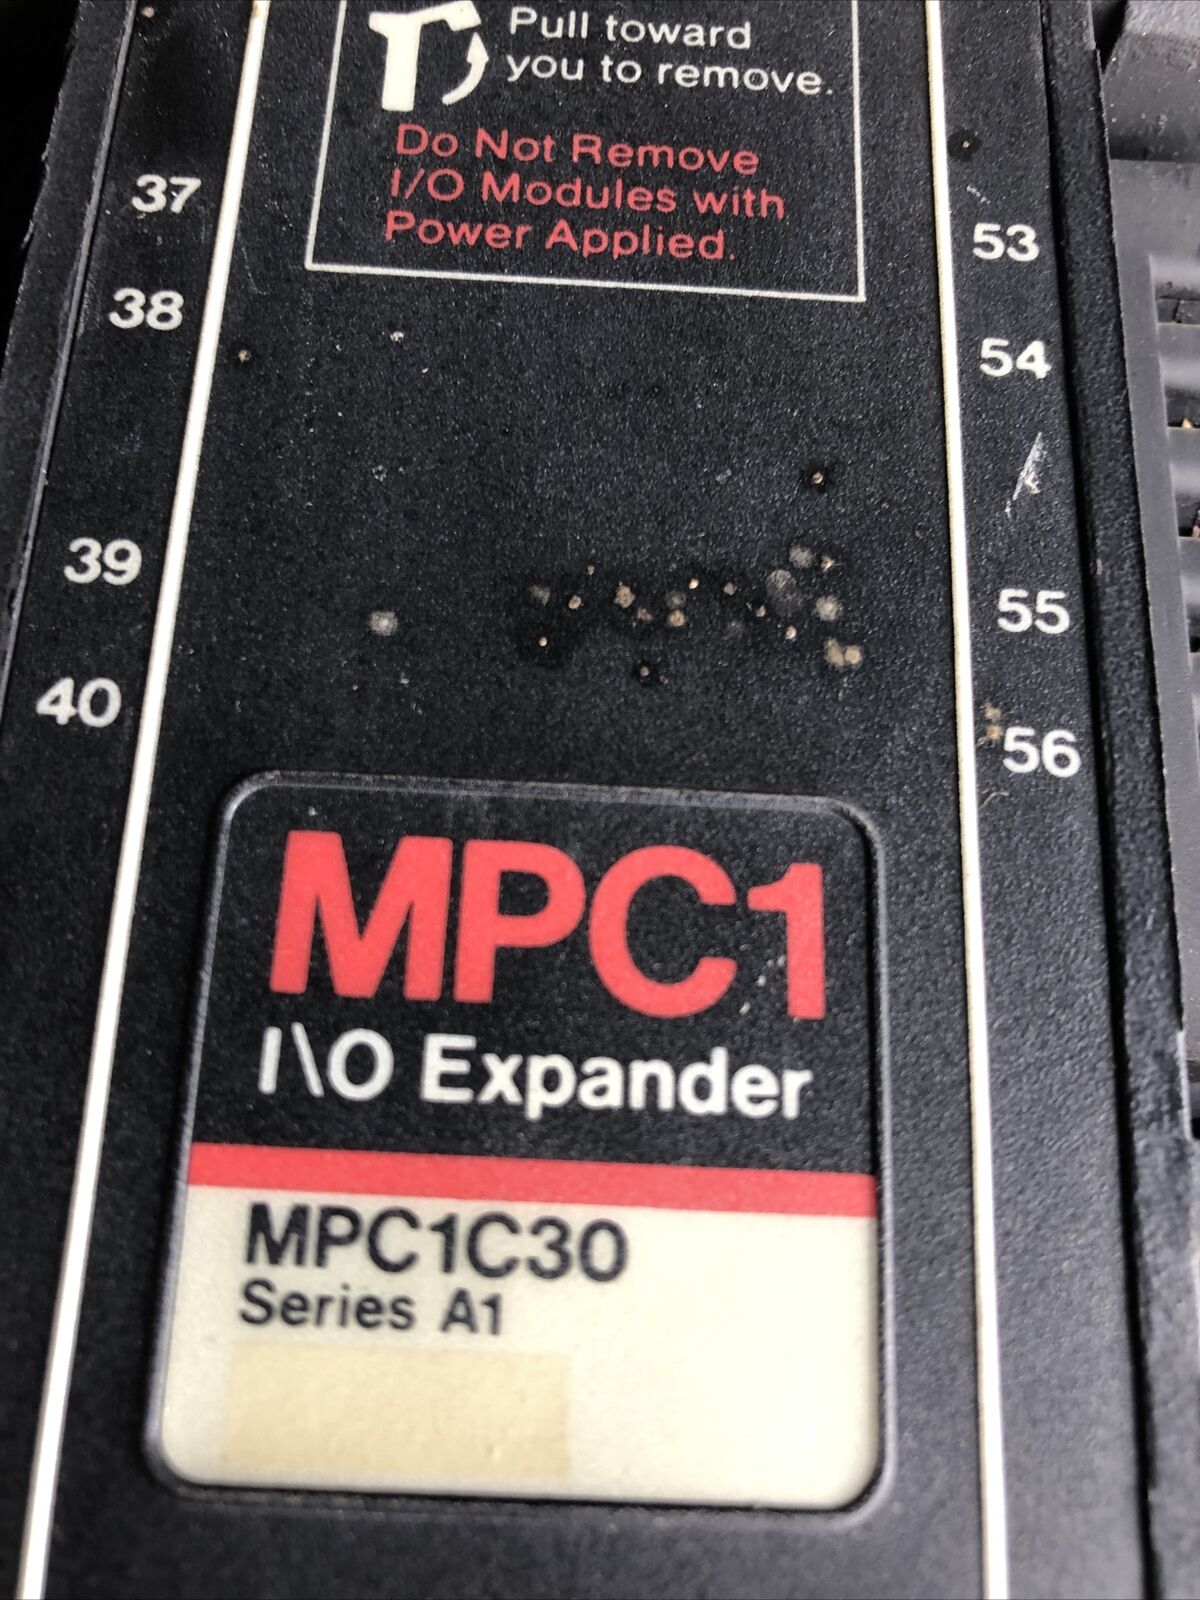 Pull toward
you to remove.
Do Not Remove
I/O Modules with
Power Applied.
37
38
39
40
53
54
55
56
MPC1
I\O Expander
MPC1C30
Series A1